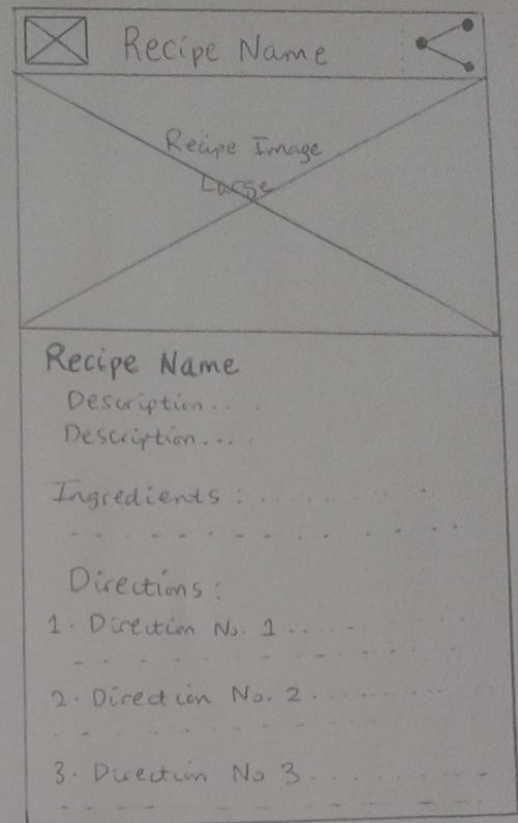 Recipe Name
Recipe Image
Large
Recipe Name
Description....
Description....
Ingredients : . . . . . . . .
. . . . . . . . . . . .
Directions :
1. Direction No. 1 . . . . . . .
. . . . . . . . . . . .
2. Direction No. 2 . . . . . . .
. . . . . . . . . . . .
3. Direction No 3 . . . . . . .
. . . . . . . . . . . .